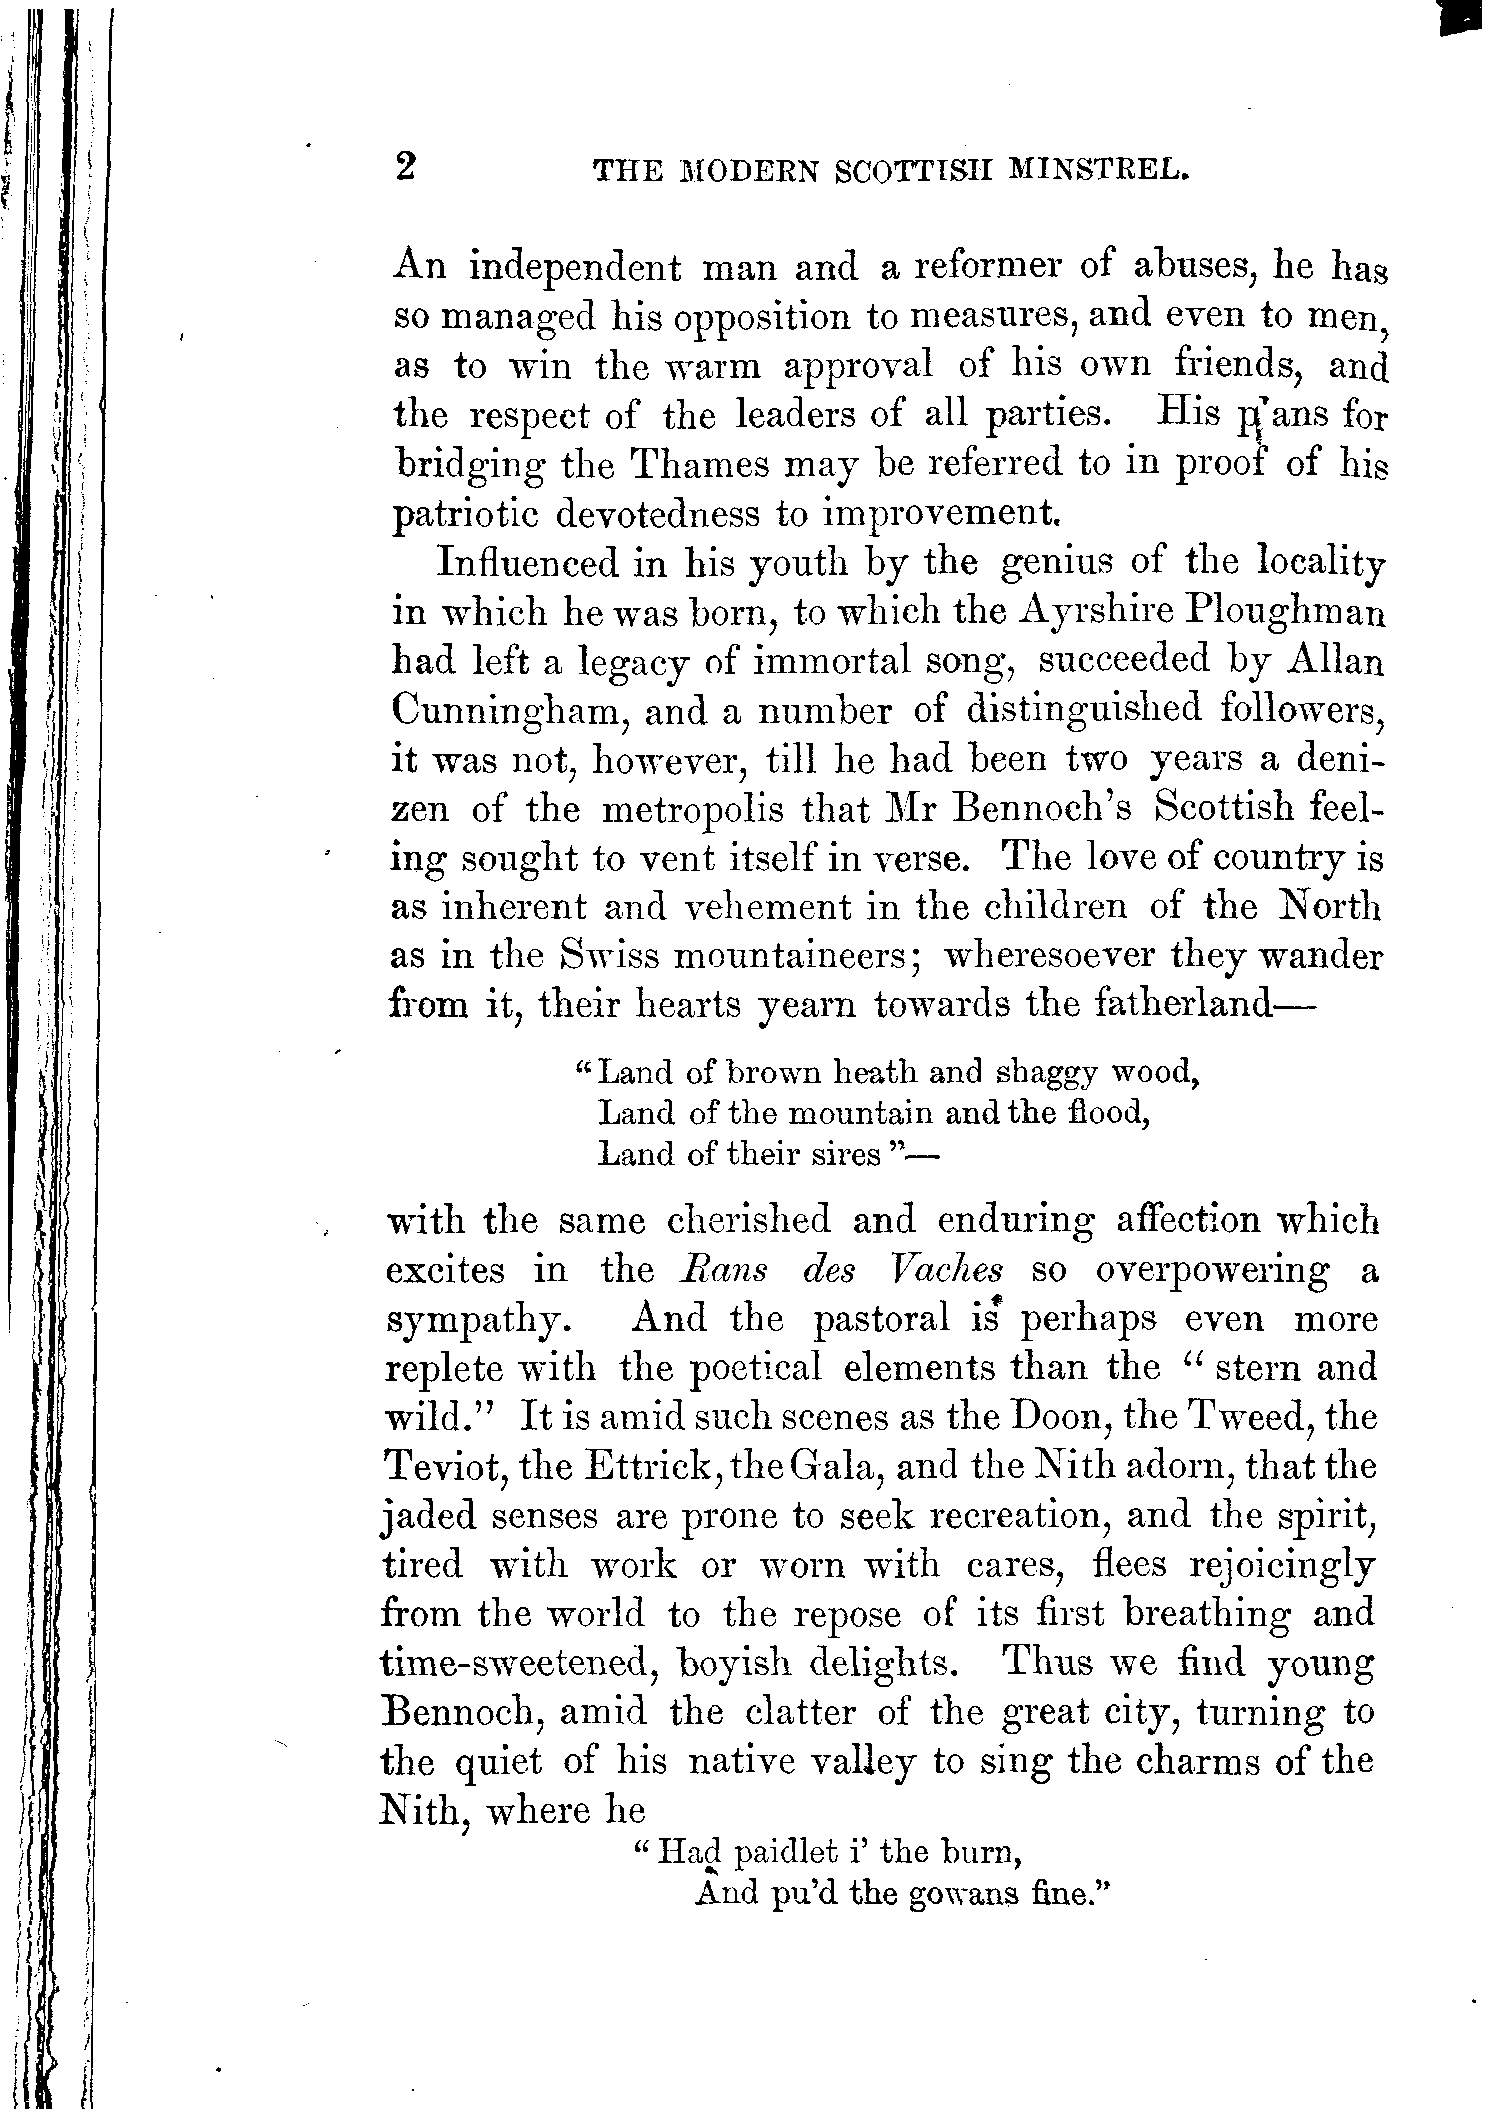 2 THE MODERN SCOTTISH MINSTREL.
An independent man and a reformer of abuses, he has
so managed his opposition to measures, and even to men,
as to win the warm approval of his own friends, and
the respect of the leaders of all parties. His plans for
bridging the Thames may be referred to in proof of his
patriotic devotedness to improvement.
Influenced in his youth by the genius of the locality
in which he was born, to which the Ayrshire Ploughman
had left a legacy of immortal song, succeeded by Allan
Cunningham, and a number of distinguished followers,
it was not, however, till he had been two years a deni-
zen of the metropolis that Mr Bennoch's Scottish feel-
ing sought to vent itself in verse. The love of country is
as inherent and vehement in the children of the North
as in the Swiss mountaineers; wheresoever they wander
from it, their hearts yearn towards the fatherland—
“Land of brown heath and shaggy wood,
Land of the mountain and the flood,
Land of their sires”—
with the same cherished and enduring affection which
excites in the Rans des Vaches so overpowering a
sympathy. And the pastoral is perhaps even more
replete with the poetical elements than the “stern and
wild.” It is amid such scenes as the Doon, the Tweed, the
Teviot, the Ettrick, the Gala, and the Nith adorn, that the
jaded senses are prone to seek recreation, and the spirit,
tired with work or worn with cares, flees rejoicingly
from the world to the repose of its first breathing and
time-sweetened, boyish delights. Thus we find young
Bennoch, amid the clatter of the great city, turning to
the quiet of his native valley to sing the charms of the
Nith, where he
“Had paidlet i' the burn,
And pu'd the gowans fine.”